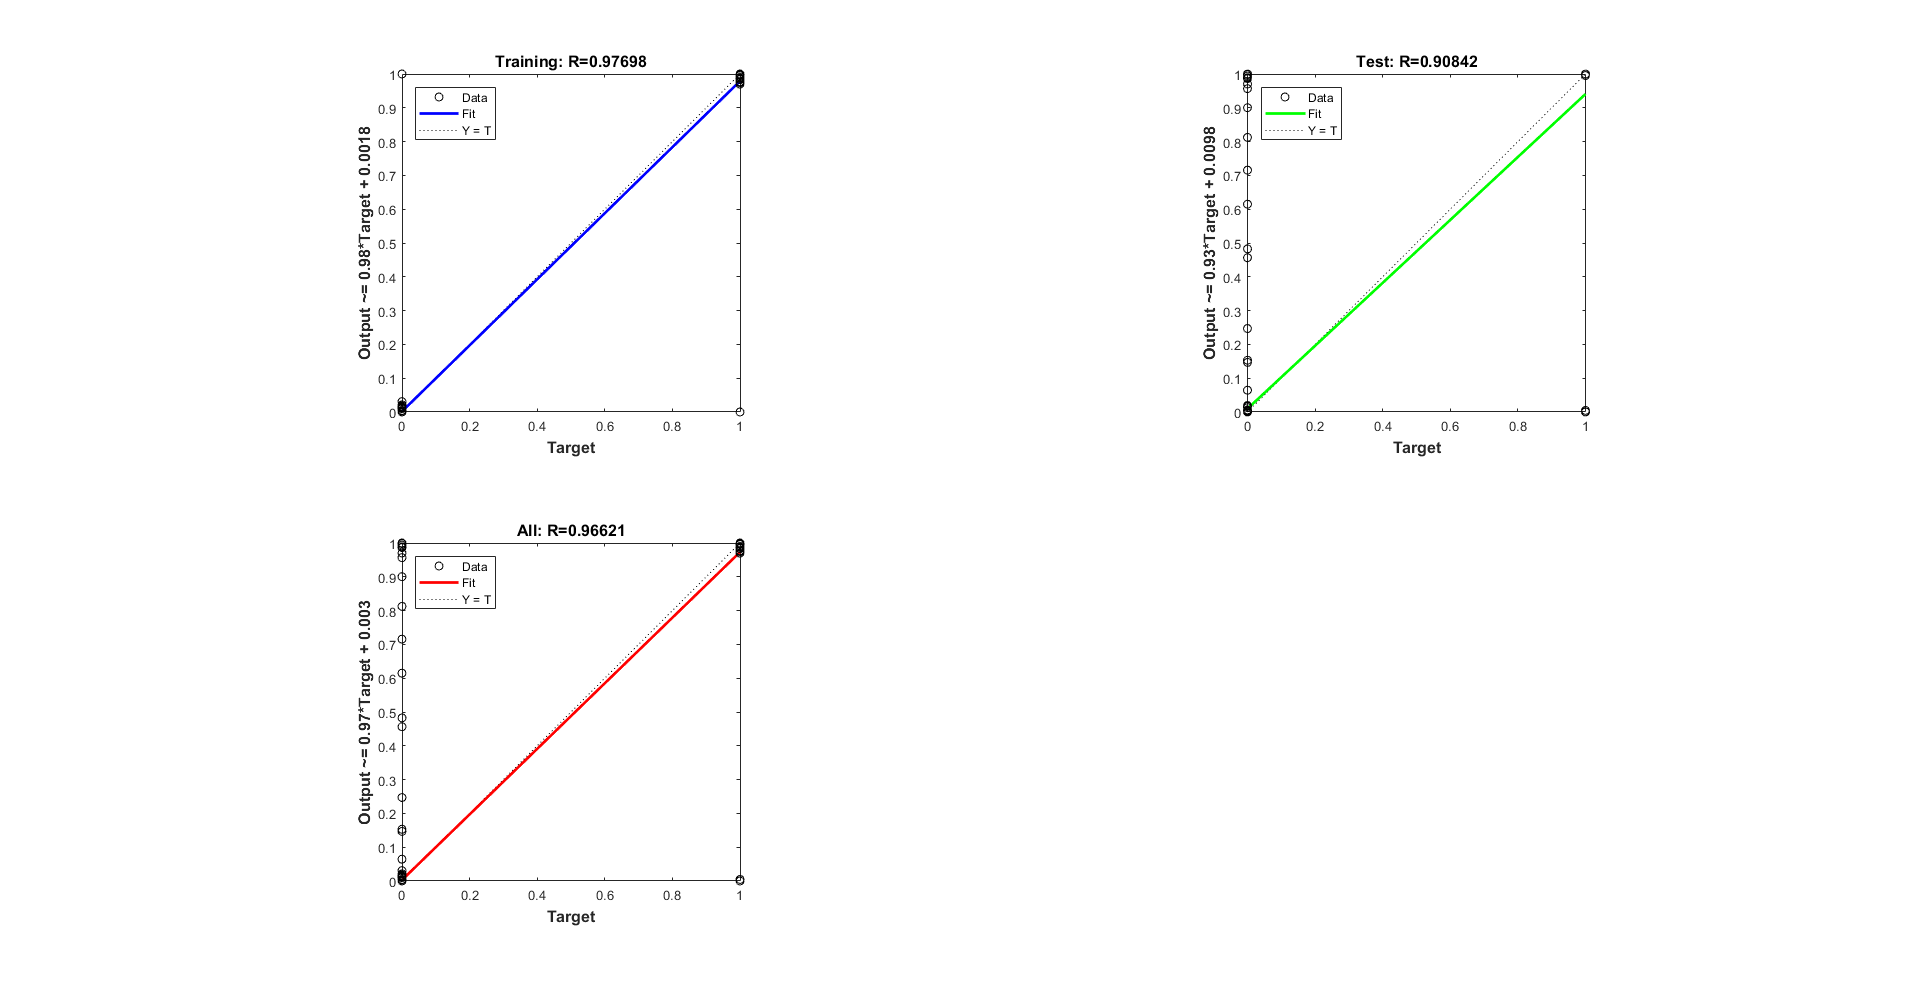 Training: R=0.97698
Output ~= 0.98*Target + 0.0018
1
0.9
0.8
0.7
0.6
0.5
0.4
0.3
0.2
0.1
0
Data
Fit
Y = T
0 0.2 0.4 0.6 0.8 1
Target
Test: R=0.90842
Output ~= 0.93*Target + 0.0098
1
0.9
0.8
0.7
0.6
0.5
0.4
0.3
0.2
0.1
0
Data
Fit
Y = T
0 0.2 0.4 0.6 0.8 1
Target
All: R=0.96621
Output ~= 0.97*Target + 0.003
1
0.9
0.8
0.7
0.6
0.5
0.4
0.3
0.2
0.1
0
Data
Fit
Y = T
0 0.2 0.4 0.6 0.8 1
Target